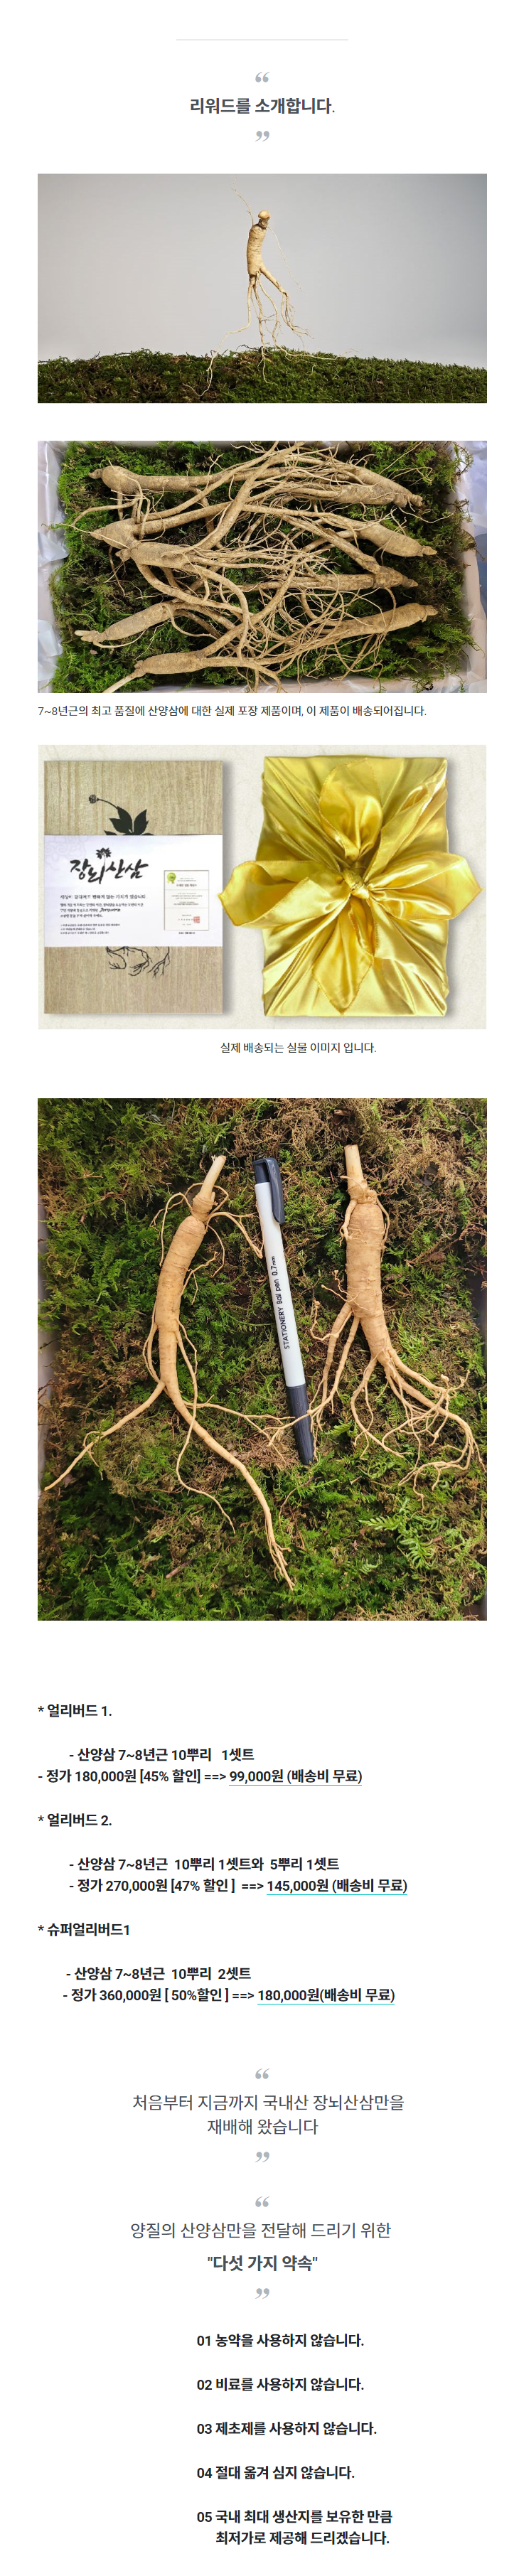 “
리워드를 소개합니다.
”
7~8년근의 최고 품질에 산양삼에 대한 실제 포장 제품이며, 이 제품이 배송되어집니다.
장뇌산삼
실제 배송되는 실물 이미지 입니다.
STATIONERY Ball pen 0.7mm
* 얼리버드 1.
- 산양삼 7~8년근 10뿌리 1셋트
- 정가 180,000원 [45% 할인] ==> 99,000원 (배송비 무료)
* 얼리버드 2.
- 산양삼 7~8년근 10뿌리 1셋트와 5뿌리 1셋트
- 정가 270,000원 [47% 할인 ] ==> 145,000원 (배송비 무료)
* 슈퍼얼리버드1
- 산양삼 7~8년근 10뿌리 2셋트
- 정가 360,000원 [ 50%할인 ] ==> 180,000원(배송비 무료)
“
처음부터 지금까지 국내산 장뇌산삼만을
재배해 왔습니다
”
“
양질의 산양삼만을 전달해 드리기 위한
"다섯 가지 약속"
”
01 농약을 사용하지 않습니다.
02 비료를 사용하지 않습니다.
03 제초제를 사용하지 않습니다.
04 절대 옮겨 심지 않습니다.
05 국내 최대 생산지를 보유한 만큼
최저가로 제공해 드리겠습니다.